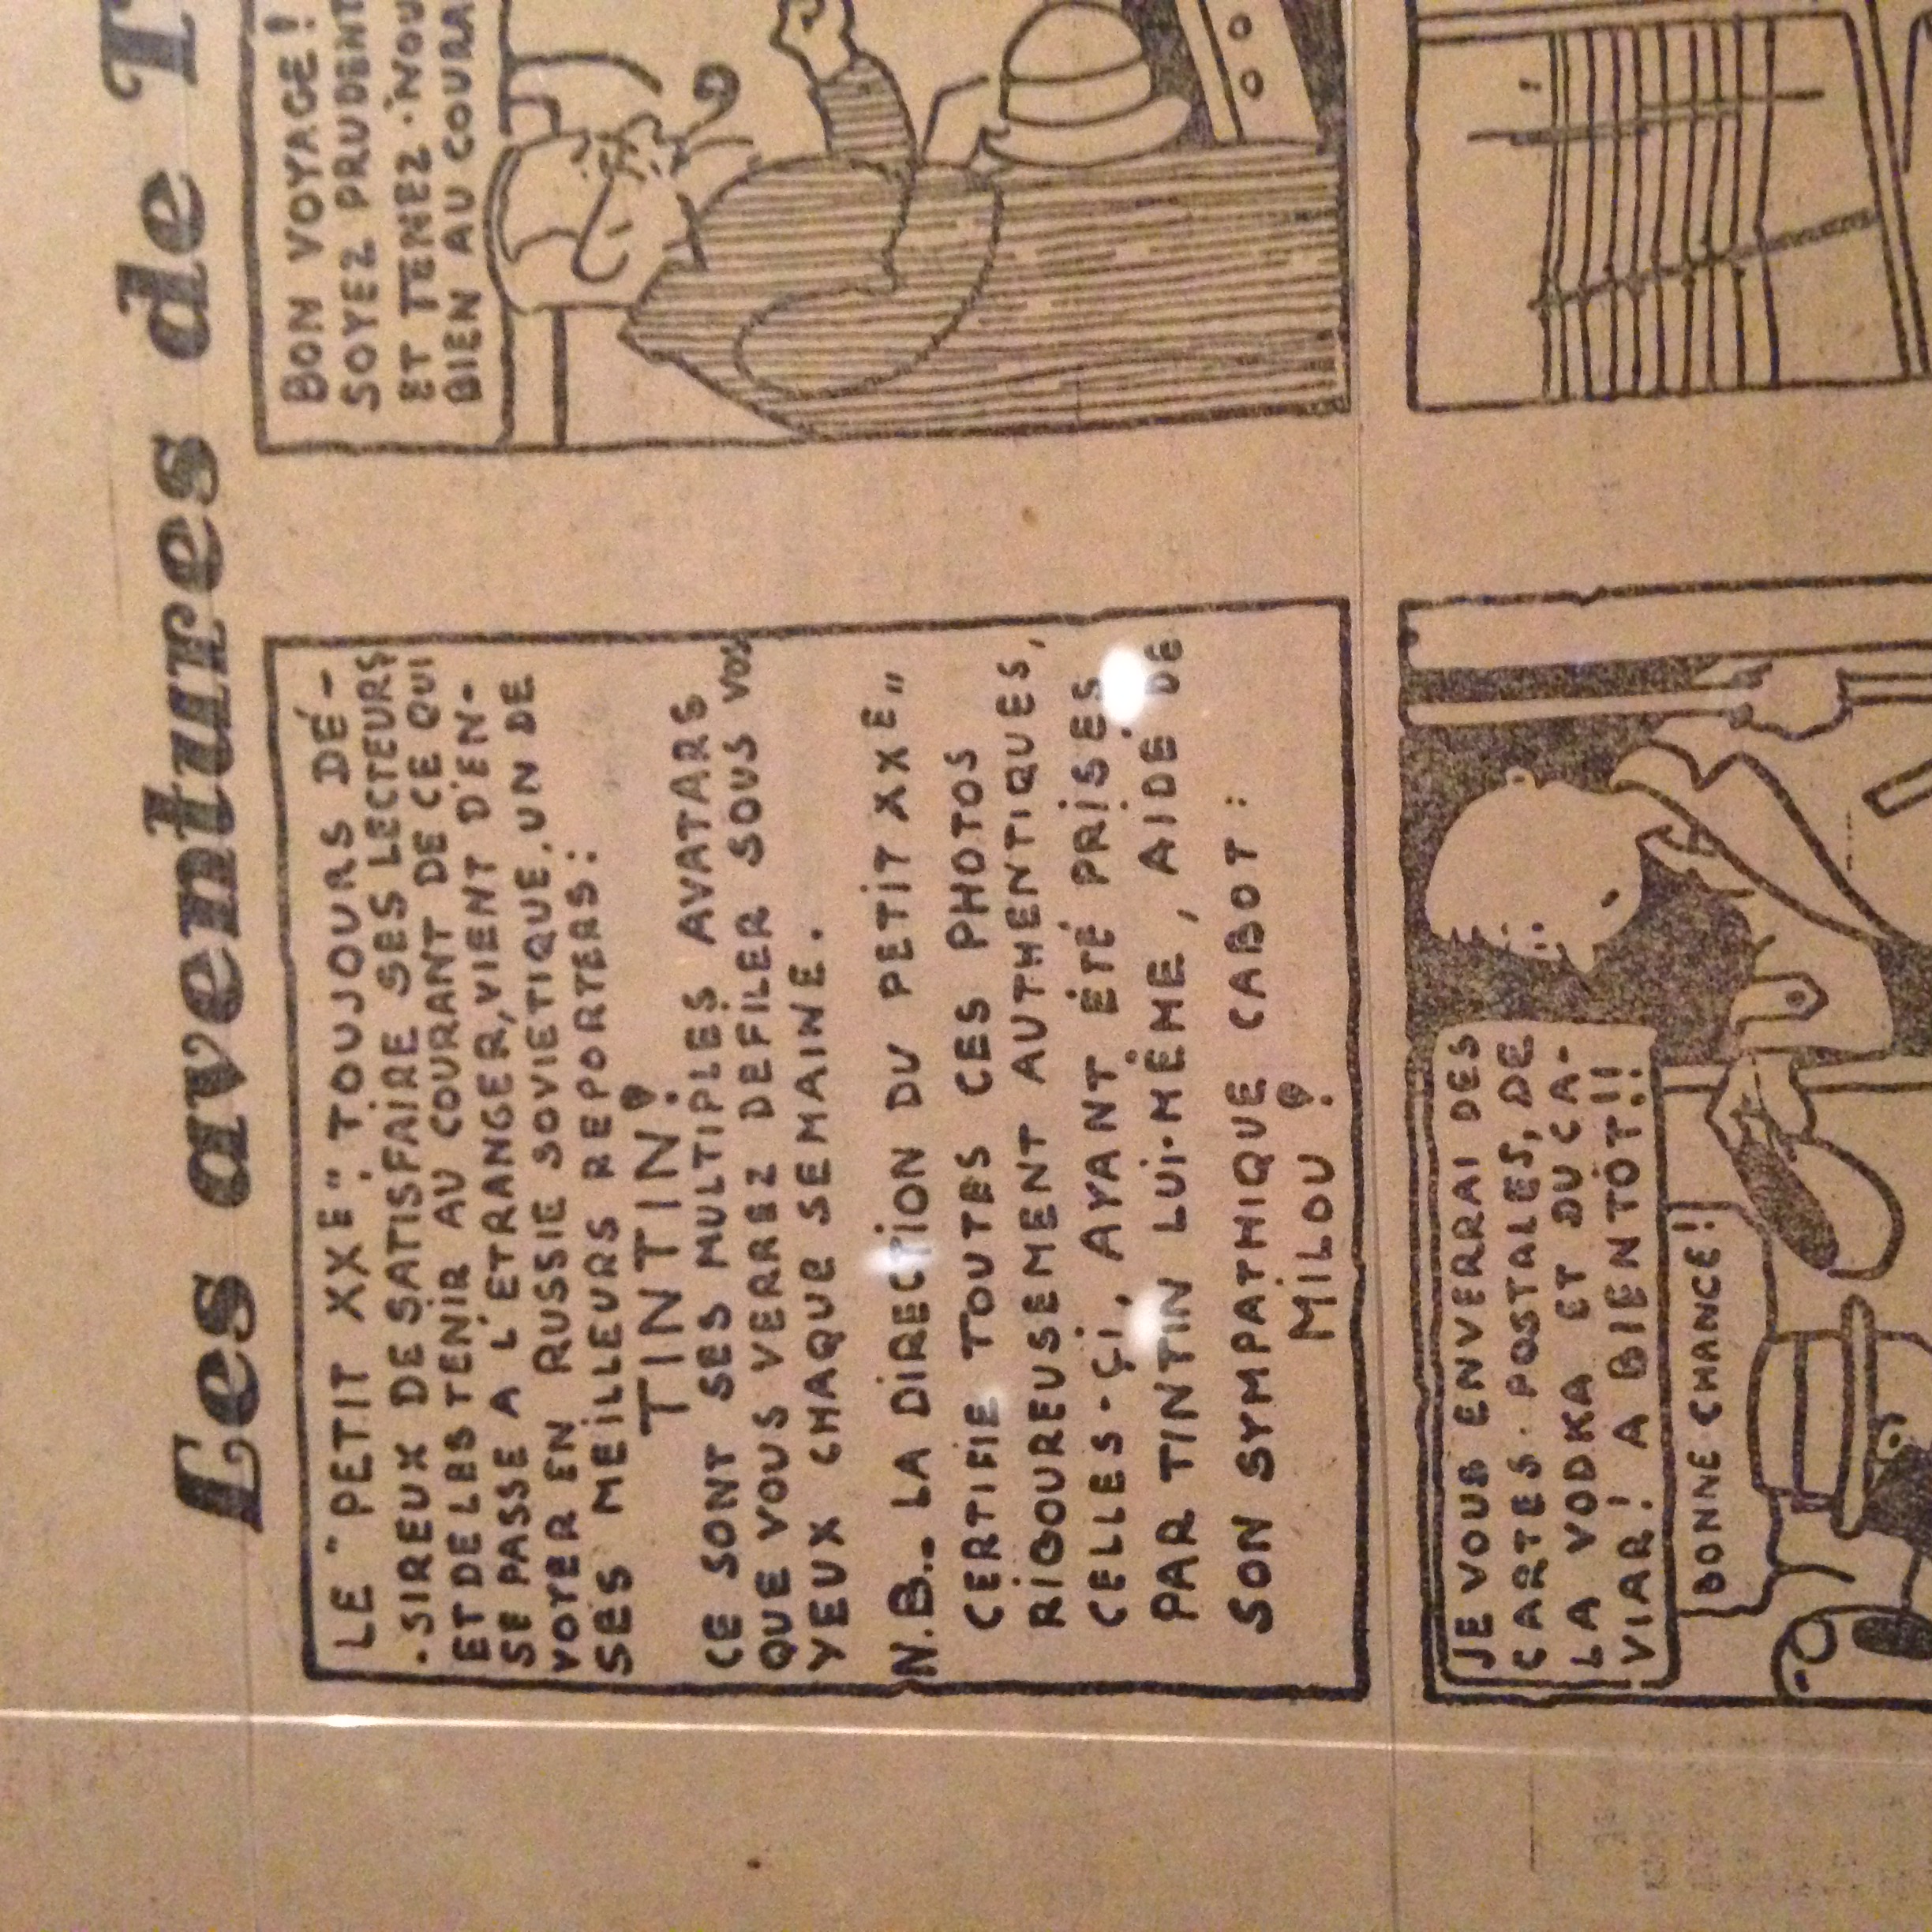 Les aventures de T
LE "PETIT XXE" TOUJOURS DÉ-
-SIREUX DE SATISFAIRE SES LECTEURS
ET DE LES TENIR AU COURANT DE CE QUI
SE PASSE A L'ETRANGER, VIENT D'EN-
VOYER EN RUSSIE SOVIETIQUE, UN DE
SES MEILLEURS REPORTERS:
TINTIN!
CE SONT SES MULTIPLES AVATARS
QUE VOUS VERREZ DEFILER SOUS VOS
YEUX CHAQUE SEMAINE.
N.B.. LA DIRECTION DU PETIT XXE"
CERTIFIE TOUTES CES PHOTOS
RIGOUREUSEMENT AUTHENTIQUES,
CELLES-ÇI, AYANT ÉTÉ PRISES
PAR TINTIN LUI-MÊME, AIDÉ DE
SON SYMPATHIQUE CABOT:
MILOU!
BON VOYAGE!
SOYEZ PRUDENT
ET TENEZ-NOU
BIEN AU COURA
JE VOUS ENVERRAI DES
CARTES-POSTALES, DE
LA VODKA ET DU CA-
VIAR! A BIENTÔT!!
BONNE CHANCE!